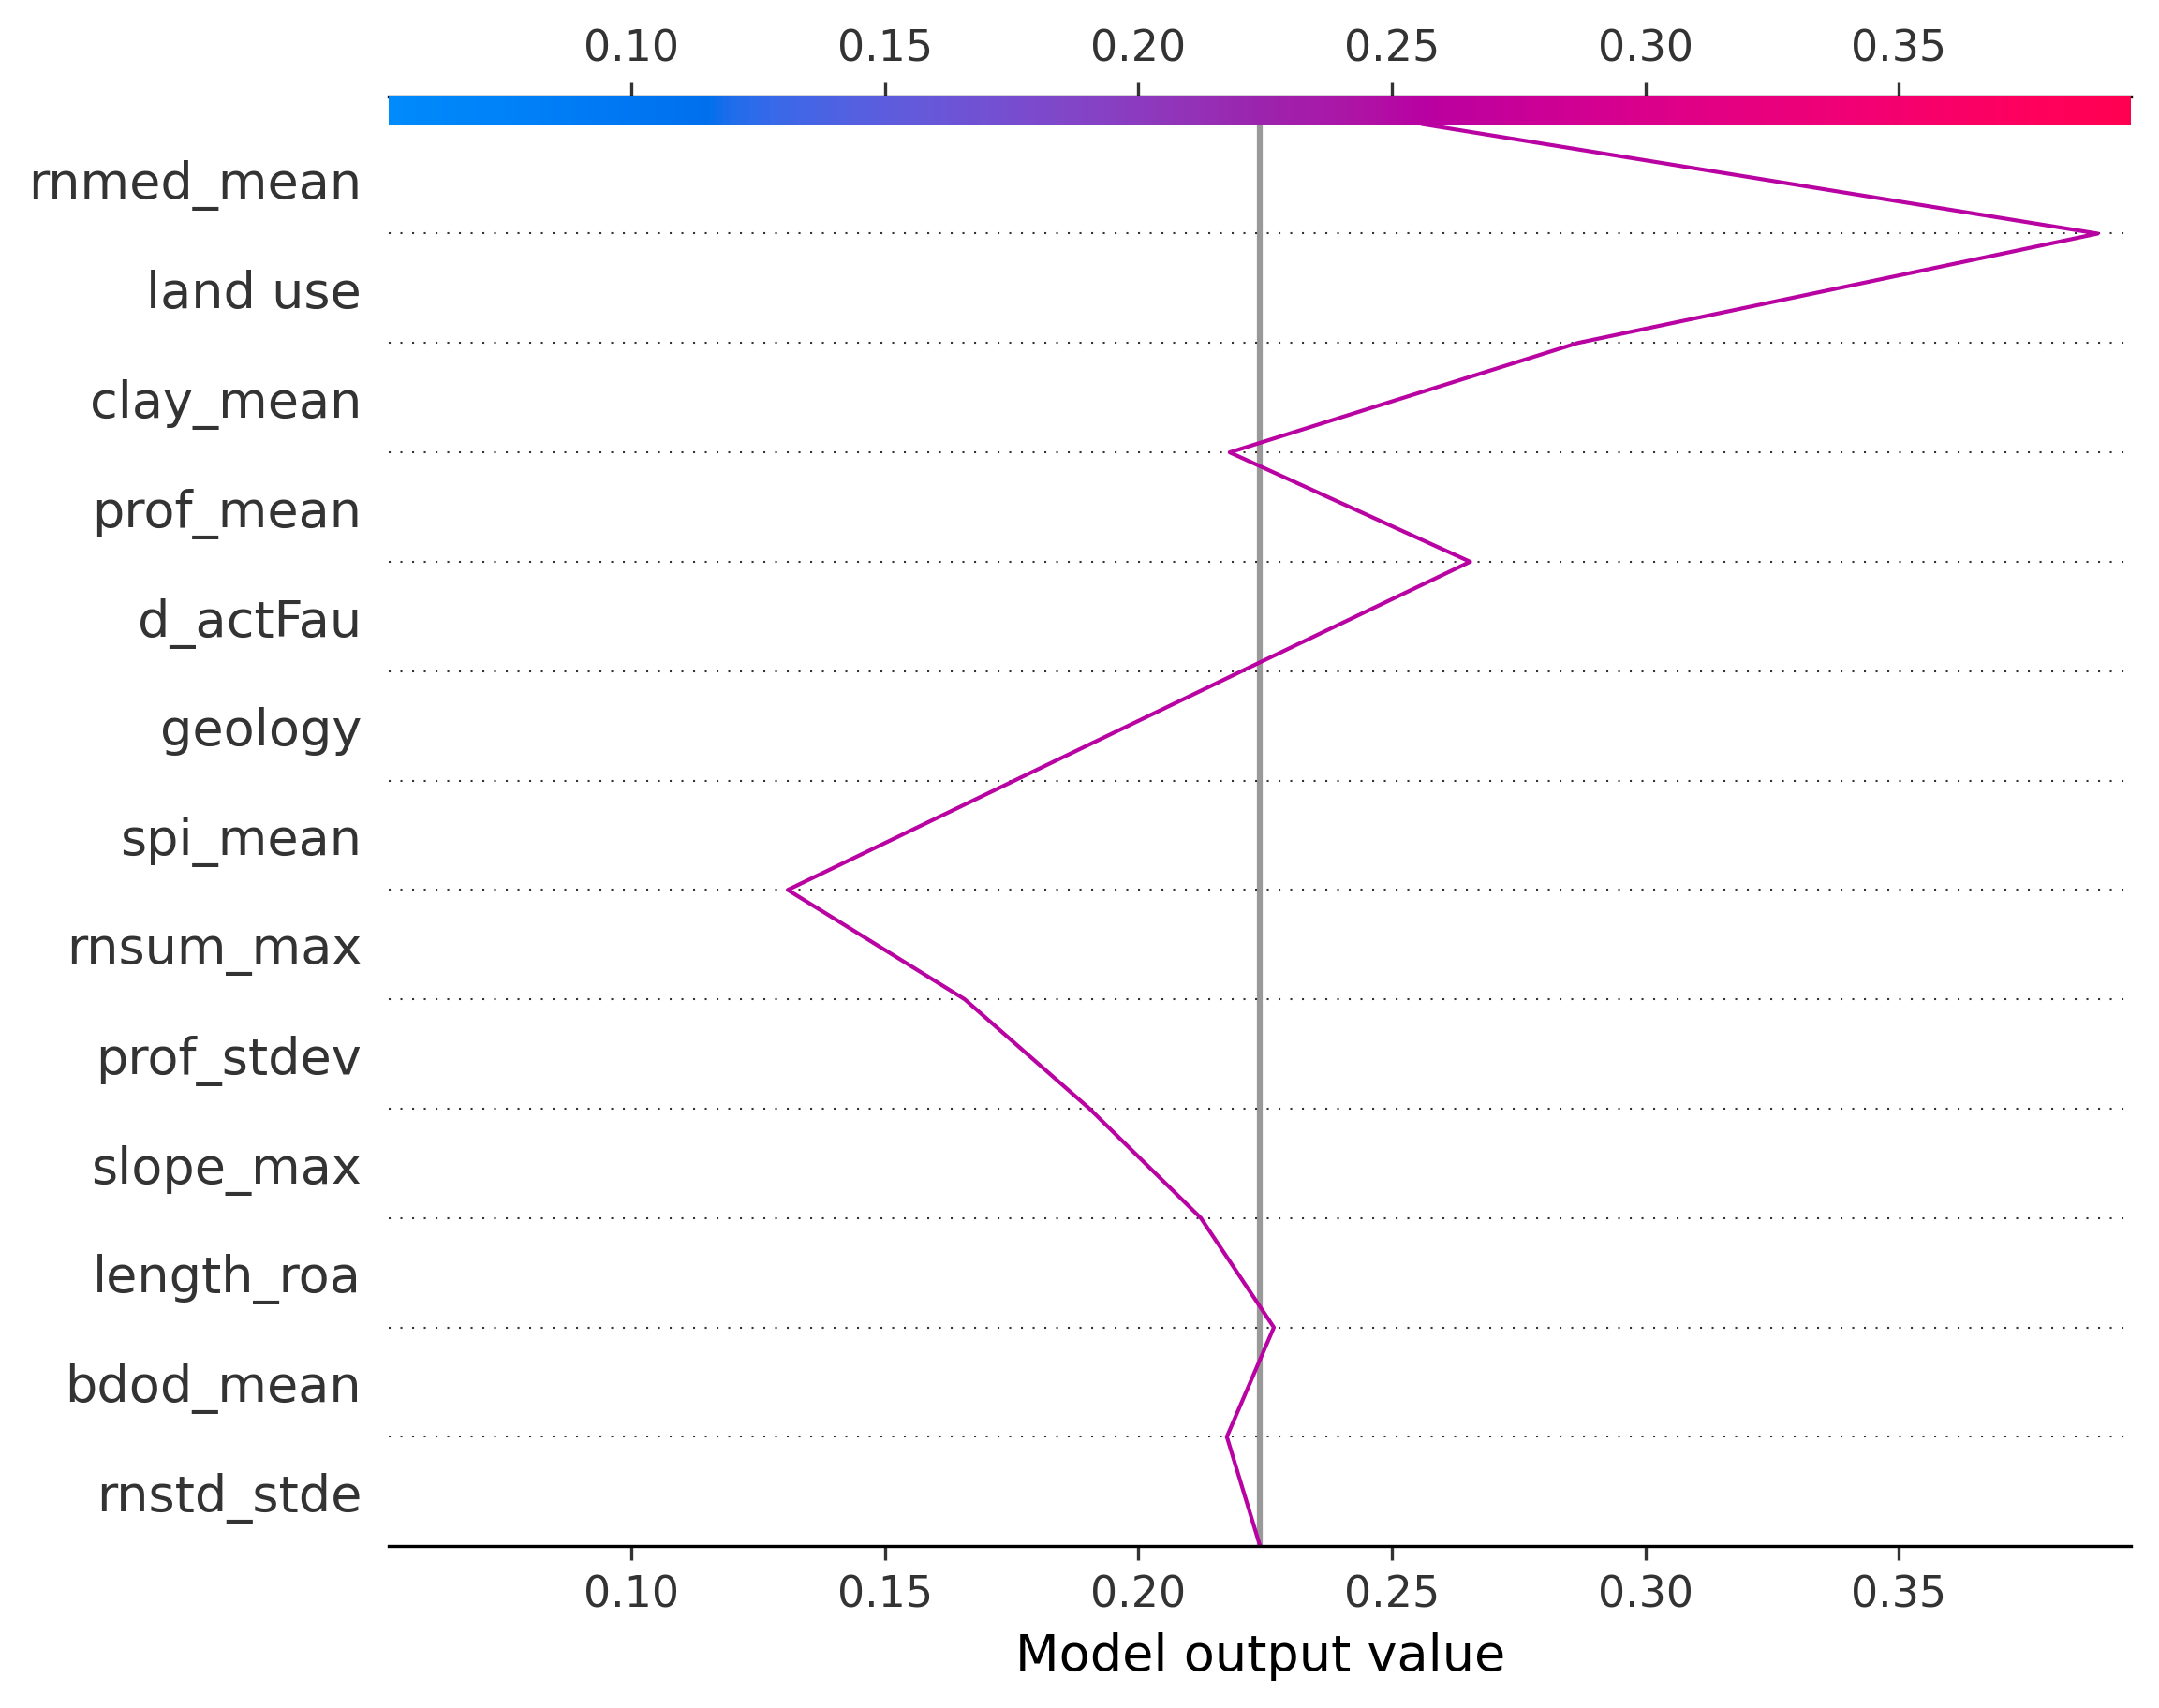 0.10 0.15 0.20 0.25 0.30 0.35
rnmed_mean
land use
clay_mean
prof_mean
d_actFau
geology
spi_mean
rnsum_max
prof_stdev
slope_max
length_roa
bdod_mean
rnstd_stde
0.10 0.15 0.20 0.25 0.30 0.35
Model output value